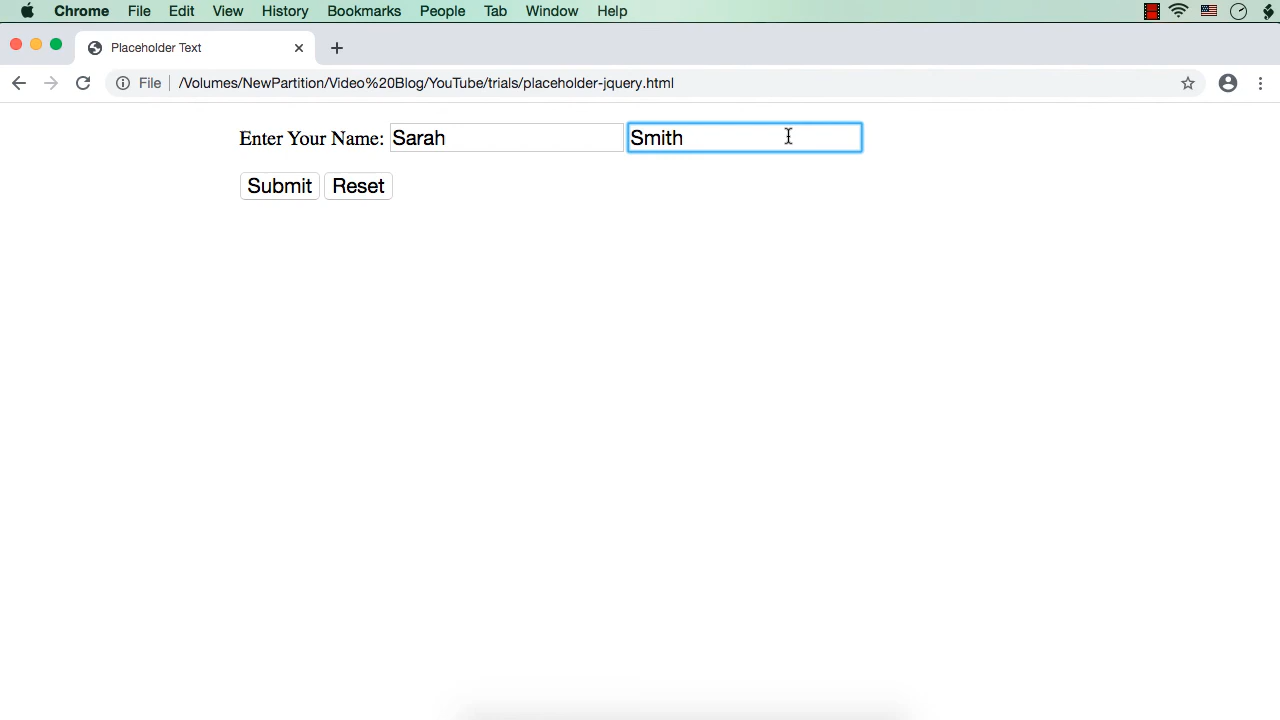 Chrome File Edit View History Bookmarks People Tab Window Help
Placeholder Text
File /Volumes/NewPartition/Video%20Blog/YouTube/trials/placeholder-jquery.html
Enter Your Name: Sarah Smith
Submit Reset